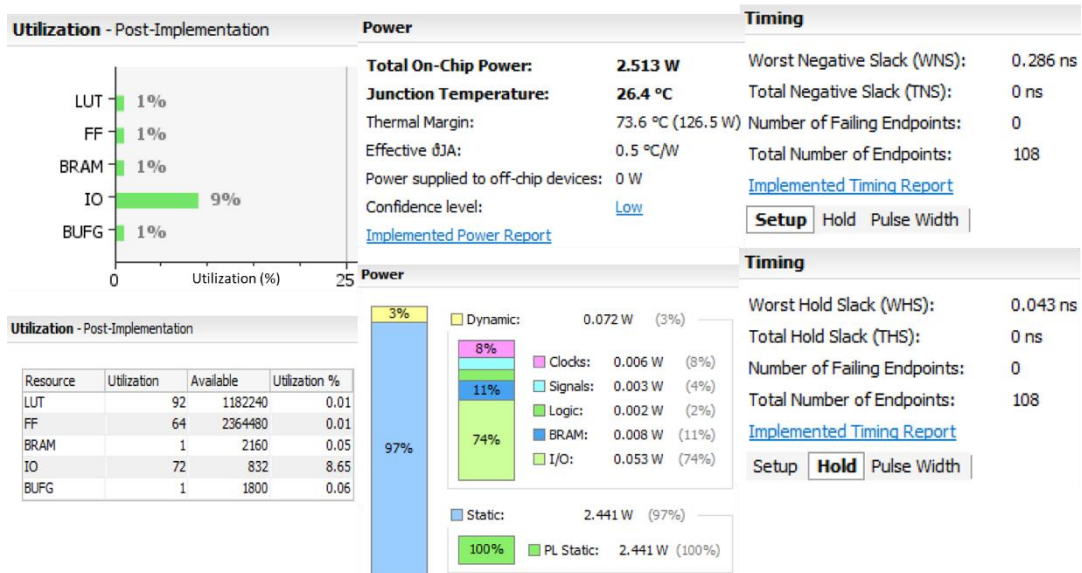 Utilization - Post-Implementation
LUT 1%
FF 1%
BRAM 1%
IO 9%
BUFG 1%
0 Utilization (%) 25
Utilization - Post-Implementation
Resource Utilization Available Utilization %
LUT 92 1182240 0.01
FF 64 2364480 0.01
BRAM 1 2160 0.05
IO 72 832 8.65
BUFG 1 1800 0.06
Power
Total On-Chip Power: 2.513 W
Junction Temperature: 26.4 °C
Thermal Margin: 73.6 °C (126.5 W)
Effective ϑJA: 0.5 °C/W
Power supplied to off-chip devices: 0 W
Confidence level: Low
Implemented Power Report
Power
3%
97%
Dynamic: 0.072 W (3%)
8%
11%
74%
Clocks: 0.006 W (8%)
Signals: 0.003 W (4%)
Logic: 0.002 W (2%)
BRAM: 0.008 W (11%)
I/O: 0.053 W (74%)
Static: 2.441 W (97%)
100% PL Static: 2.441 W (100%)
Timing
Worst Negative Slack (WNS): 0.286 ns
Total Negative Slack (TNS): 0 ns
Number of Failing Endpoints: 0
Total Number of Endpoints: 108
Implemented Timing Report
Setup Hold Pulse Width
Timing
Worst Hold Slack (WHS): 0.043 ns
Total Hold Slack (THS): 0 ns
Number of Failing Endpoints: 0
Total Number of Endpoints: 108
Implemented Timing Report
Setup Hold Pulse Width